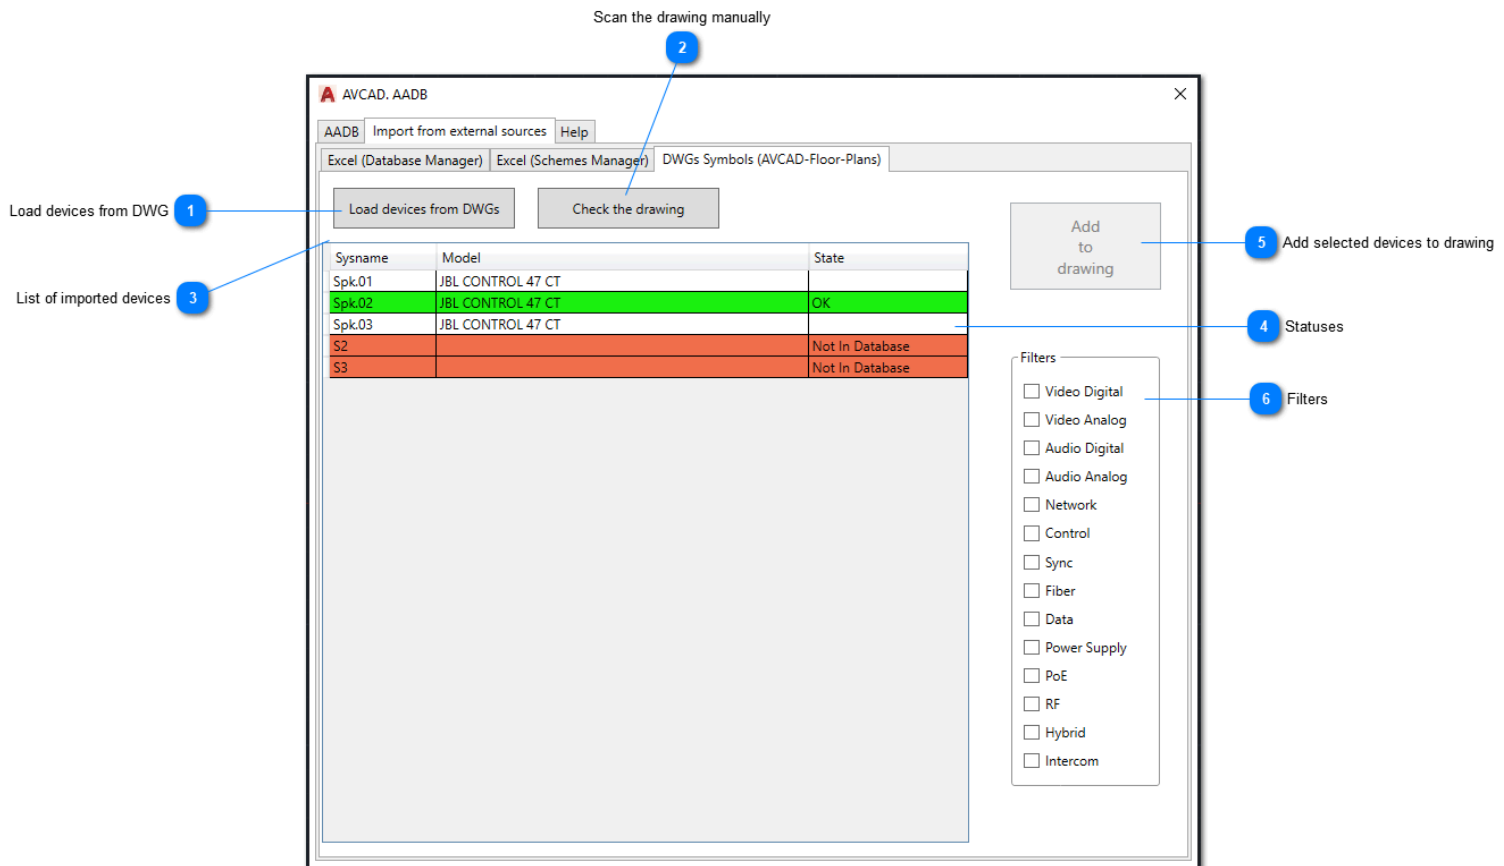 Scan the drawing manually
2
AVCAD. AADB
AADB Import from external sources Help
Excel (Database Manager) Excel (Schemes Manager) DWGs Symbols (AVCAD-Floor-Plans)
Load devices from DWG 1
Load devices from DWGs Check the drawing
Add
to
drawing
5 Add selected devices to drawing
List of imported devices 3
Sysname Model State
Spk.01 JBL CONTROL 47 CT
Spk.02 JBL CONTROL 47 CT OK
Spk.03 JBL CONTROL 47 CT
S2 Not In Database
S3 Not In Database
4 Statuses
Filters
Video Digital
Video Analog
Audio Digital
Audio Analog
Network
Control
Sync
Fiber
Data
Power Supply
PoE
RF
Hybrid
Intercom
6 Filters